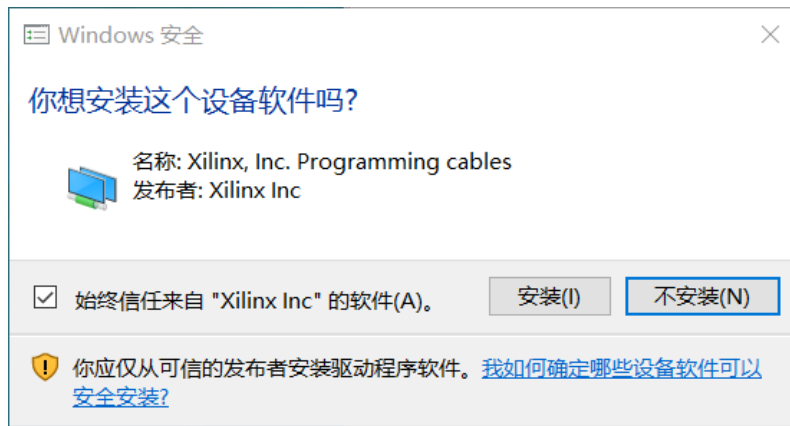 Windows 安全
你想安装这个设备软件吗?
名称: Xilinx, Inc. Programming cables
发布者: Xilinx Inc
始终信任来自 "Xilinx Inc" 的软件(A)。
安装(I)
不安装(N)
你应仅从可信的发布者安装驱动程序软件。我如何确定哪些设备软件可以
安全安装?